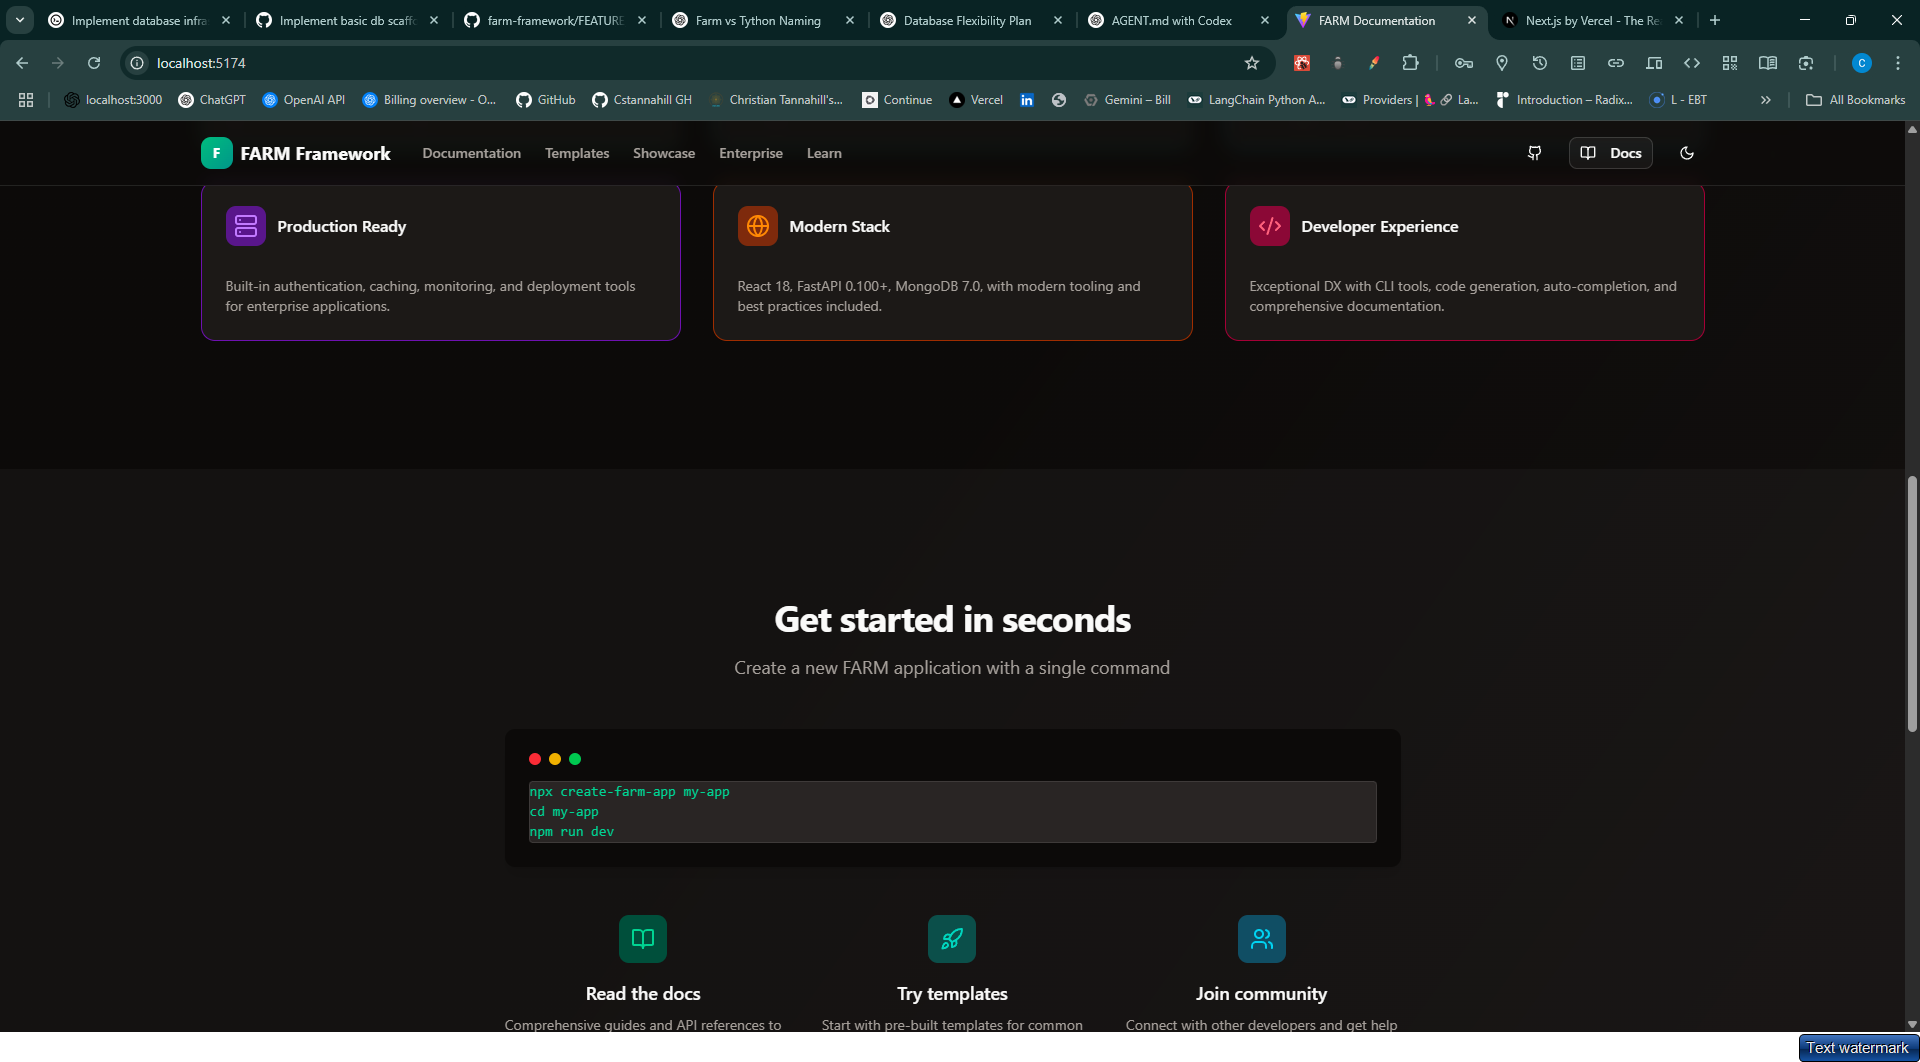 Implement database infra
Implement basic db scaffo
farm-framework/FEATURE
Farm vs Tython Naming
Database Flexibility Plan
AGENT.md with Codex
FARM Documentation
Next.js by Vercel - The Re
localhost:5174
localhost:3000
ChatGPT
OpenAI API
Billing overview - O...
GitHub
Cstannahill GH
Christian Tannahill's...
Continue
Vercel
Gemini – Bill
LangChain Python A...
Providers | 🦜🔗 La...
Introduction – Radix...
L - EBT
All Bookmarks
F
FARM Framework
Documentation
Templates
Showcase
Enterprise
Learn
Docs
Production Ready
Built-in authentication, caching, monitoring, and deployment tools
for enterprise applications.
Modern Stack
React 18, FastAPI 0.100+, MongoDB 7.0, with modern tooling and
best practices included.
Developer Experience
Exceptional DX with CLI tools, code generation, auto-completion, and
comprehensive documentation.
Get started in seconds
Create a new FARM application with a single command
npx create-farm-app my-app
cd my-app
npm run dev
Read the docs
Comprehensive guides and API references to
Try templates
Start with pre-built templates for common
Join community
Connect with other developers and get help
Text watermark